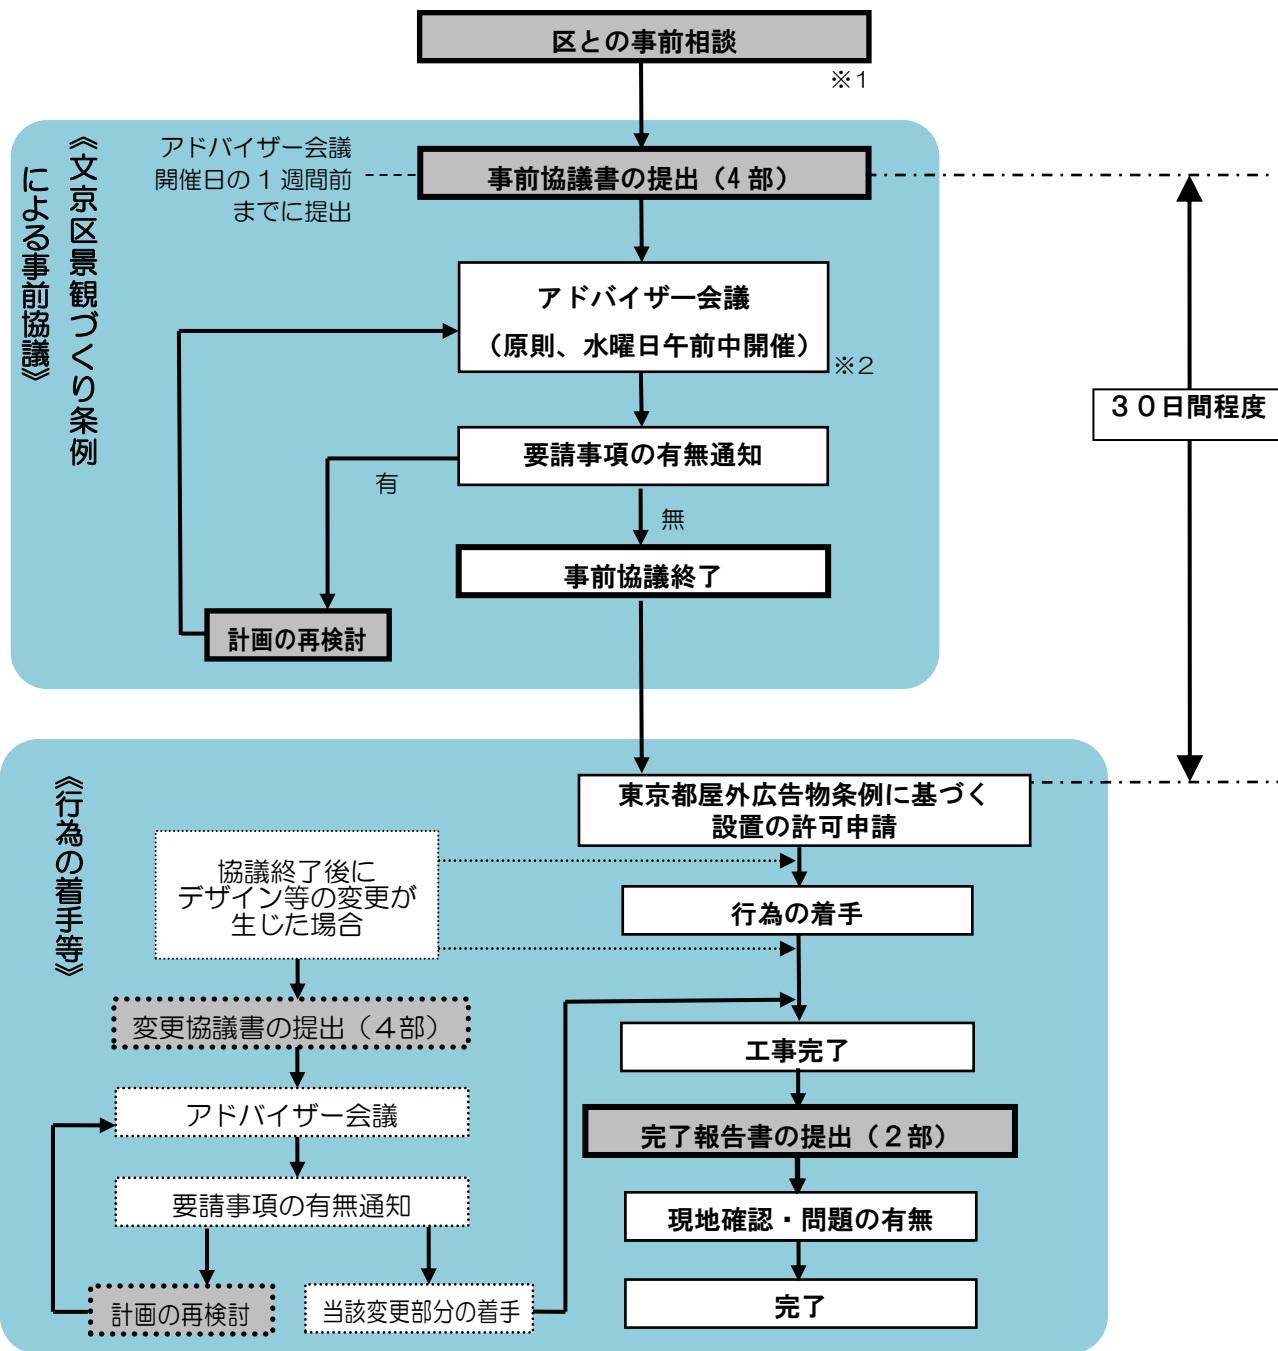 区との事前相談
※1
《文京区景観づくり条例
による事前協議》
アドバイザー会議
開催日の1週間前
までに提出
事前協議書の提出（4部）
アドバイザー会議
（原則、水曜日午前中開催）
※2
３０日間程度
要請事項の有無通知
有
無
事前協議終了
計画の再検討
《行為の着手等》
東京都屋外広告物条例に基づく
設置の許可申請
協議終了後に
デザイン等の変更が
生じた場合
行為の着手
変更協議書の提出（４部）
工事完了
アドバイザー会議
完了報告書の提出（２部）
要請事項の有無通知
現地確認・問題の有無
計画の再検討
当該変更部分の着手
完了